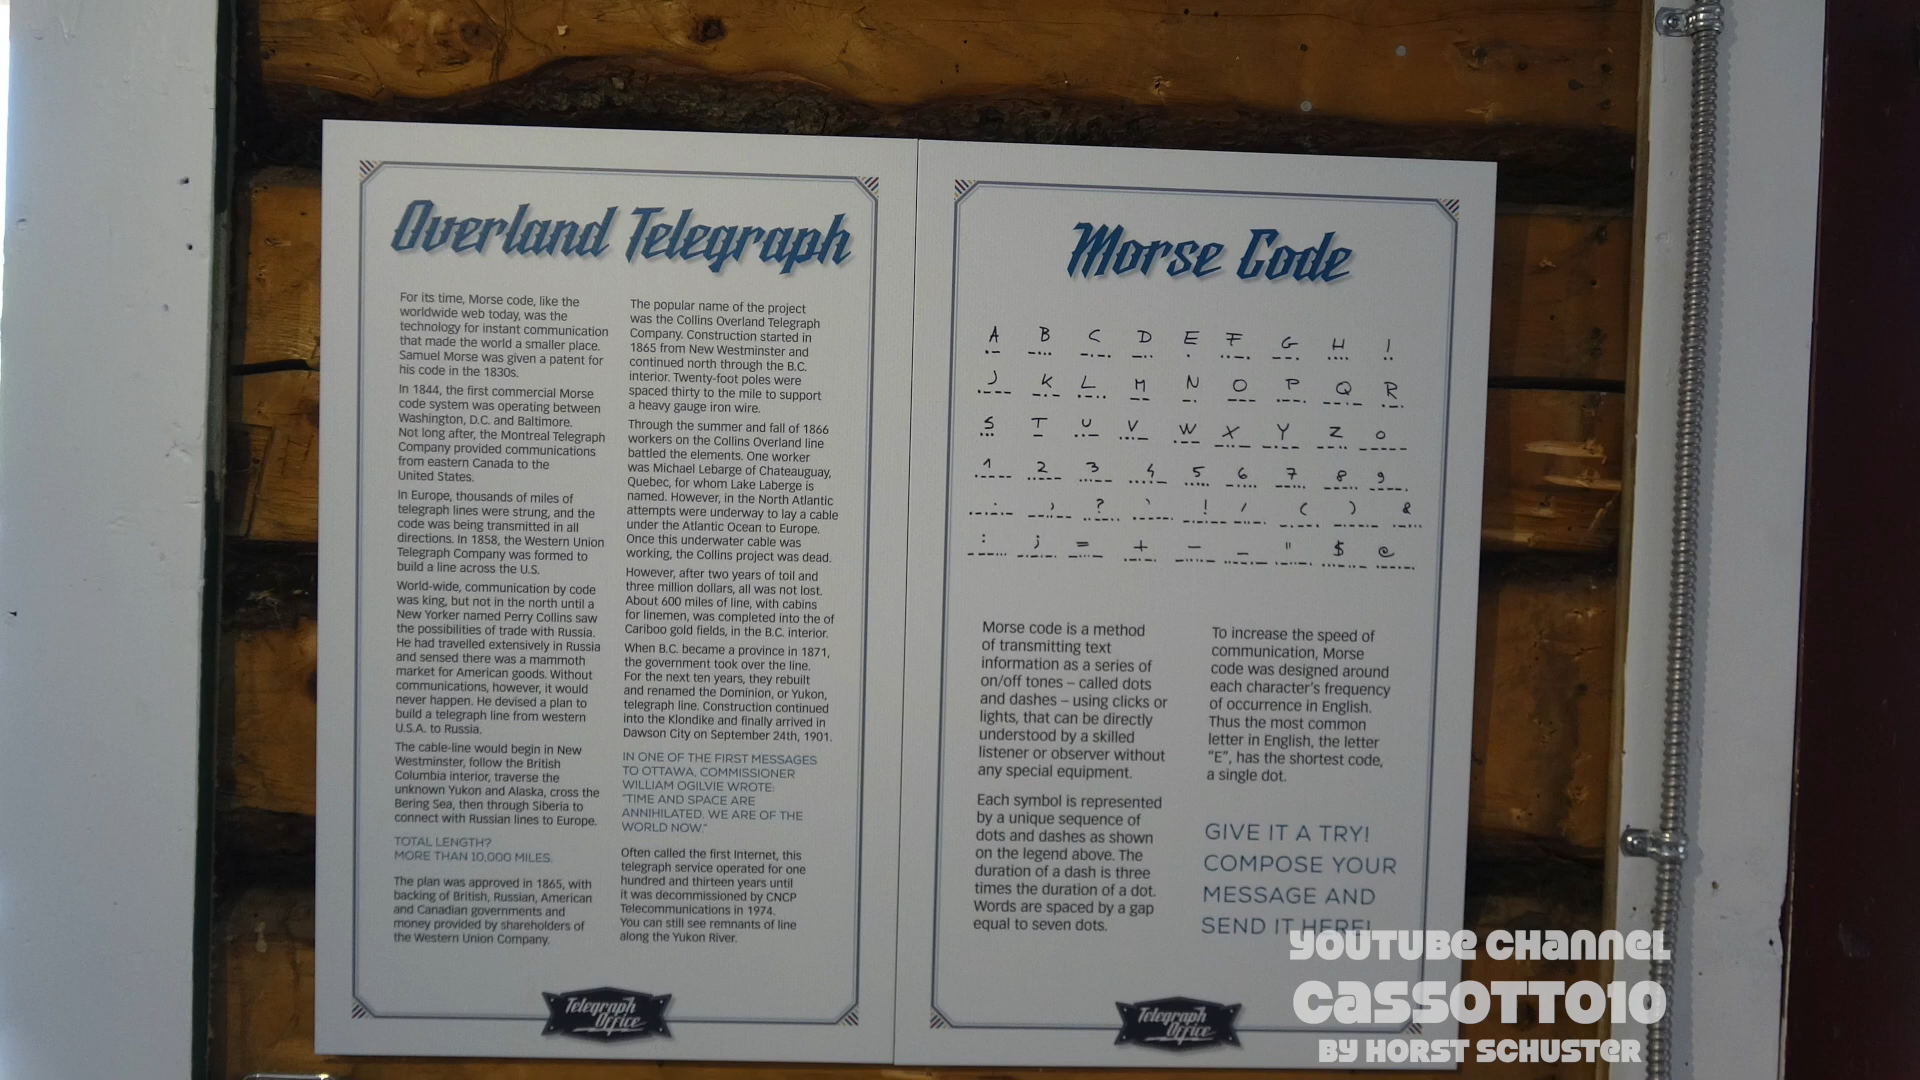 Overland Telegraph
For its time, Morse code, like the
worldwide web today, was the
technology for instant communication
that made the world a smaller place.
Samuel Morse was given a patent for
his code in the 1830s.
In 1844, the first commercial Morse
code system was operating between
Washington, D.C. and Baltimore.
Not long after, the Montreal Telegraph
Company provided communications
from eastern Canada to the
United States.
In Europe, thousands of miles of
telegraph lines were strung, and the
code was being transmitted in all
directions. In 1858, the Western Union
Telegraph Company was formed to
build a line across the U.S.
World-wide, communication by code
was king, but not in the north until a
New Yorker named Perry Collins saw
the possibilities of trade with Russia.
He had travelled extensively in Russia
and sensed there was a mammoth
market for American goods. Without
communications, however, it would
never happen. He devised a plan to
build a telegraph line from western
U.S.A. to Russia.
The cable-line would begin in New
Westminster, follow the British
Columbia interior, traverse the
unknown Yukon and Alaska, cross the
Bering Sea, then through Siberia to
connect with Russian lines to Europe.
TOTAL LENGTH?
MORE THAN 10,000 MILES.
The plan was approved in 1865, with
backing of British, Russian, American
and Canadian governments and
money provided by shareholders of
the Western Union Company.
The popular name of the project
was the Collins Overland Telegraph
Company. Construction started in
1865 from New Westminster and
continued north through the B.C.
interior. Twenty-foot poles were
spaced thirty to the mile to support
a heavy gauge iron wire.
Through the summer and fall of 1866
workers on the Collins Overland line
battled the elements. One worker
was Michael Lebarge of Chateauguay,
Quebec, for whom Lake Laberge is
named. However, in the North Atlantic
attempts were underway to lay a cable
under the Atlantic Ocean to Europe.
Once this underwater cable was
working, the Collins project was dead.
However, after two years of toil and
three million dollars, all was not lost.
About 600 miles of line, with cabins
for linemen, was completed into the of
Cariboo gold fields, in the B.C. interior.
When B.C. became a province in 1871,
the government took over the line.
For the next ten years, they rebuilt
and renamed the Dominion, or Yukon,
telegraph line. Construction continued
into the Klondike and finally arrived in
Dawson City on September 24th, 1901.
IN ONE OF THE FIRST MESSAGES
TO OTTAWA, COMMISSIONER
WILLIAM OGILVIE WROTE:
"TIME AND SPACE ARE
ANNIHILATED. WE ARE OF THE
WORLD NOW."
Often called the first Internet, this
telegraph service operated for one
hundred and thirteen years until
it was decommissioned by CNCP
Telecommunications in 1974.
You can still see remnants of line
along the Yukon River.
Telegraph
Office
Morse Code
A B C D E F G H I
J K L M N O P Q R
S T U V W X Y Z 0
1 2 3 4 5 6 7 8 9
. , ? ' ! / ( ) &
: ; = + - _ " $ @
Morse code is a method
of transmitting text
information as a series of
on/off tones – called dots
and dashes – using clicks or
lights, that can be directly
understood by a skilled
listener or observer without
any special equipment.
Each symbol is represented
by a unique sequence of
dots and dashes as shown
on the legend above. The
duration of a dash is three
times the duration of a dot.
Words are spaced by a gap
equal to seven dots.
To increase the speed of
communication, Morse
code was designed around
each character's frequency
of occurrence in English.
Thus the most common
letter in English, the letter
"E", has the shortest code,
a single dot.
GIVE IT A TRY!
COMPOSE YOUR
MESSAGE AND
SEND IT HERE!
Telegraph
Office
YOUTUBE CHANNEL
CASSOTTO10
BY HORST SCHUSTER